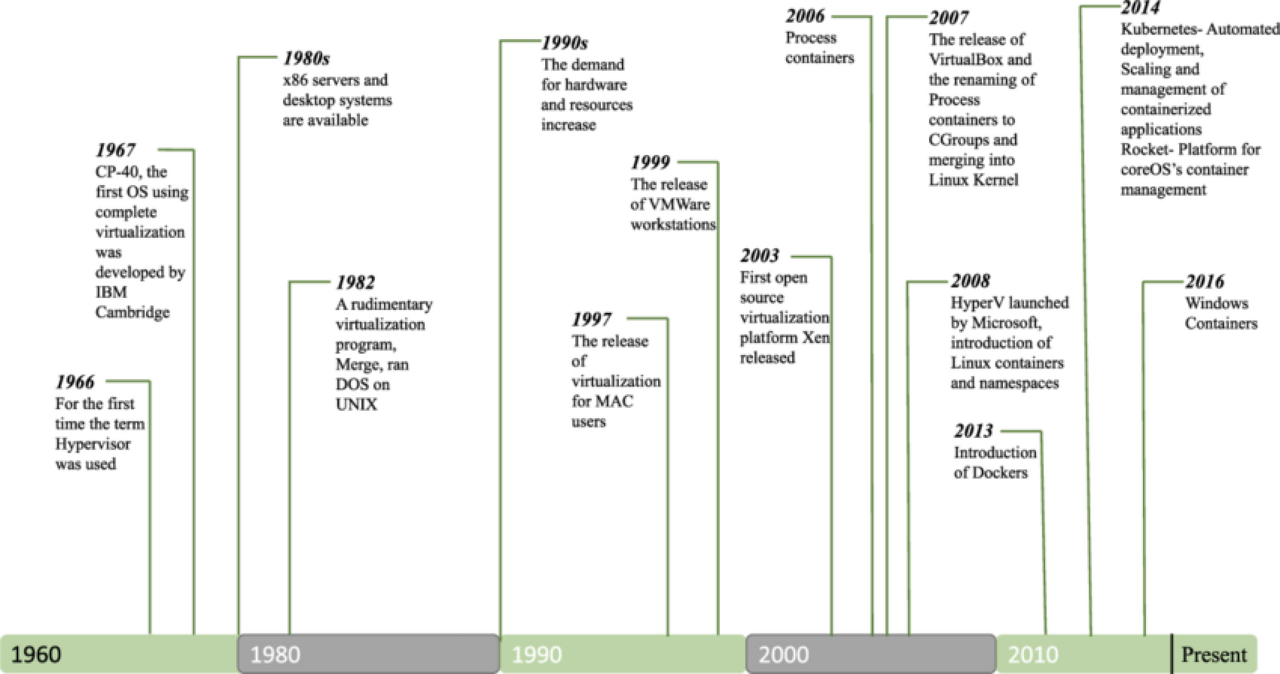 1966
For the first
time the term
Hypervisor
was used
1967
CP-40, the
first OS using
complete
virtualization
was
developed by
IBM
Cambridge
1980s
x86 servers and
desktop systems
are available
1982
A rudimentary
virtualization
program,
Merge, ran
DOS on
UNIX
1990s
The demand
for hardware
and resources
increase
1997
The release
of
virtualization
for MAC
users
1999
The release
of VMWare
workstations
2003
First open
source
virtualization
platform Xen
released
2006
Process
containers
2007
The release of
VirtualBox and
the renaming of
Process
containers to
CGroups and
merging into
Linux Kernel
2008
HyperV launched
by Microsoft,
introduction of
Linux containers
and namespaces
2013
Introduction
of Dockers
2014
Kubernetes- Automated
deployment,
Scaling and
management of
containerized
applications
Rocket- Platform for
coreOS's container
management
2016
Windows
Containers
1960
1980
1990
2000
2010
Present